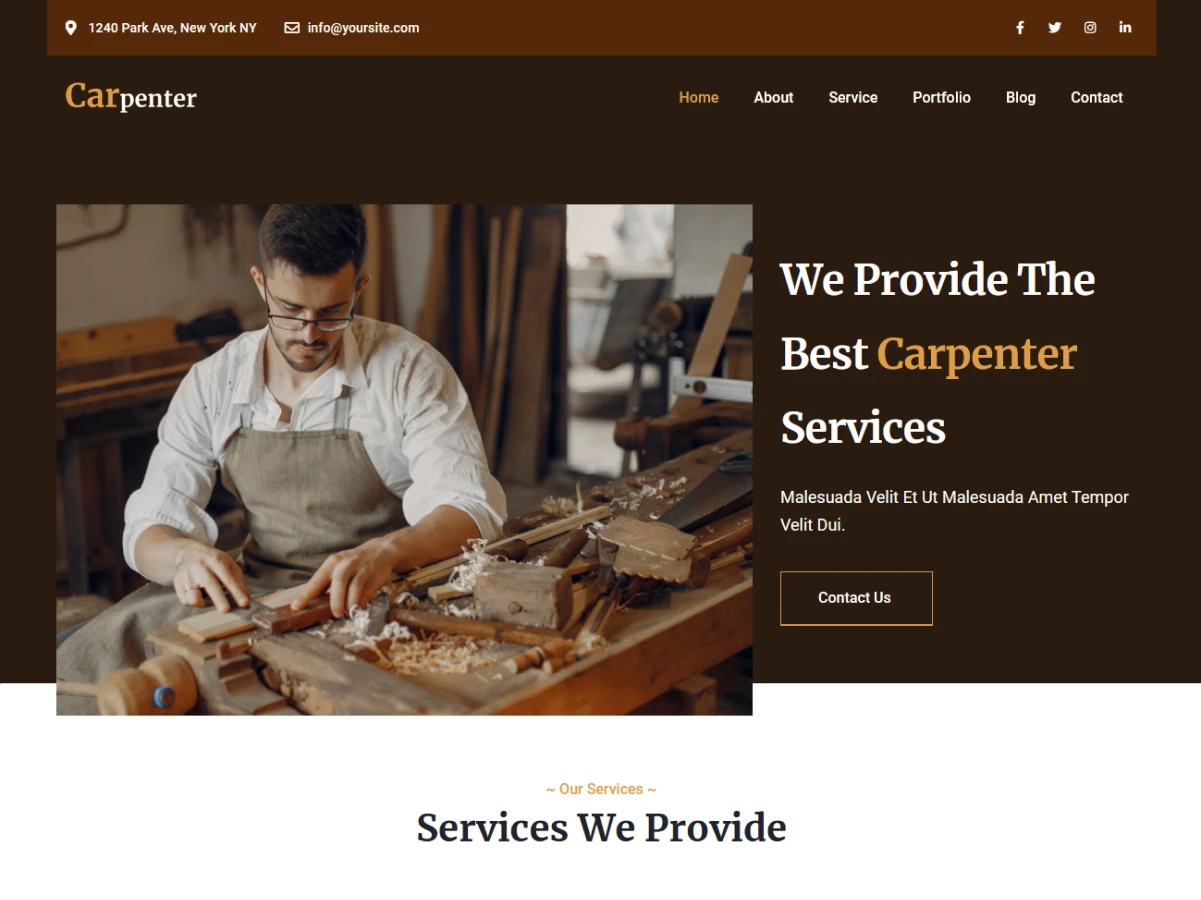 1240 Park Ave, New York NY info@yoursite.com
Carpenter Home About Service Portfolio Blog Contact
We Provide The
Best Carpenter
Services
Malesuada Velit Et Ut Malesuada Amet Tempor
Velit Dui.
Contact Us
~ Our Services ~
Services We Provide